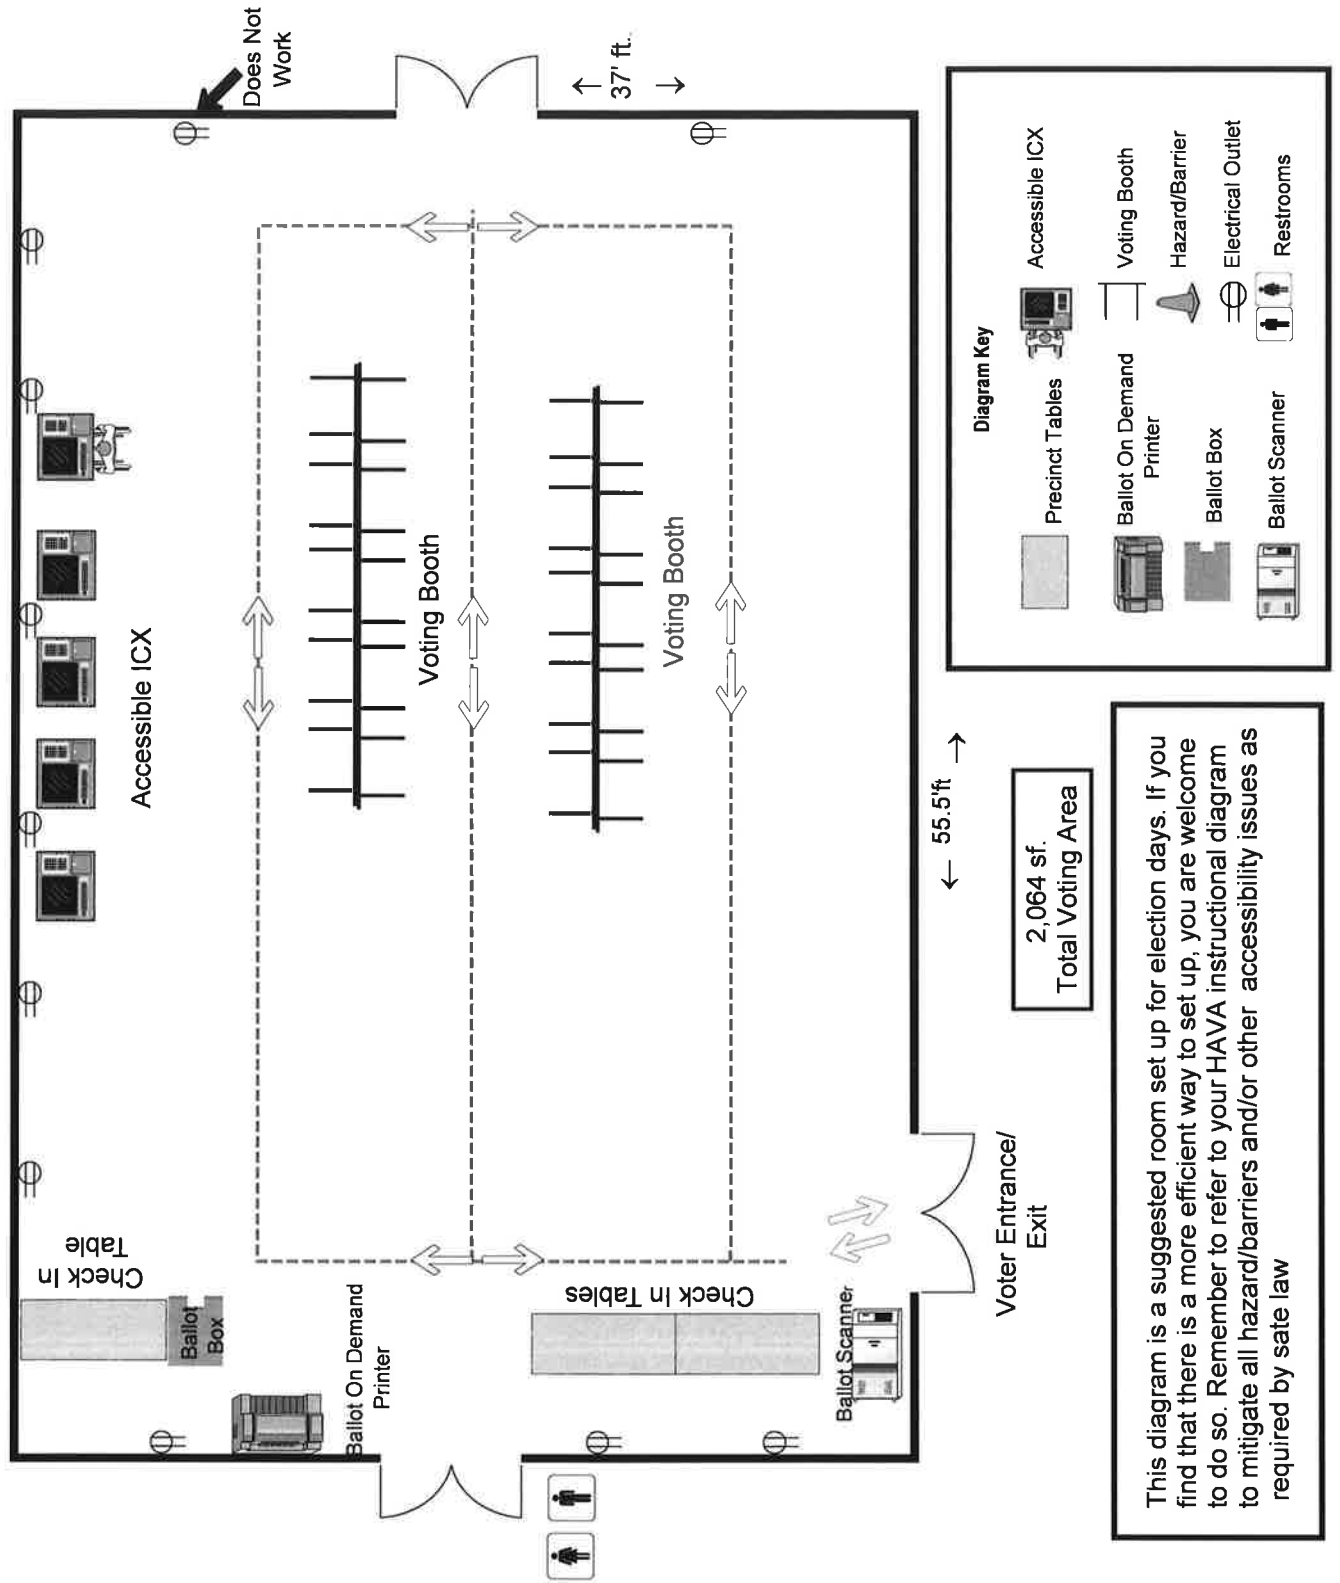 Does Not
Work
37' ft.
Accessible ICX
Voting Booth
Voting Booth
Check In
Table
Ballot
Box
Ballot On Demand
Printer
Check In Tables
Ballot Scanner
Voter Entrance/
Exit
55.5'ft
2,064 sf.
Total Voting Area
Diagram Key
Precinct Tables
Accessible ICX
Ballot On Demand
Printer
Voting Booth
Ballot Box
Hazard/Barrier
Electrical Outlet
Ballot Scanner
Restrooms
This diagram is a suggested room set up for election days. If you
find that there is a more efficient way to set up, you are welcome
to do so. Remember to refer to your HAVA instructional diagram
to mitigate all hazard/barriers and/or other accessibility issues as
required by sate law